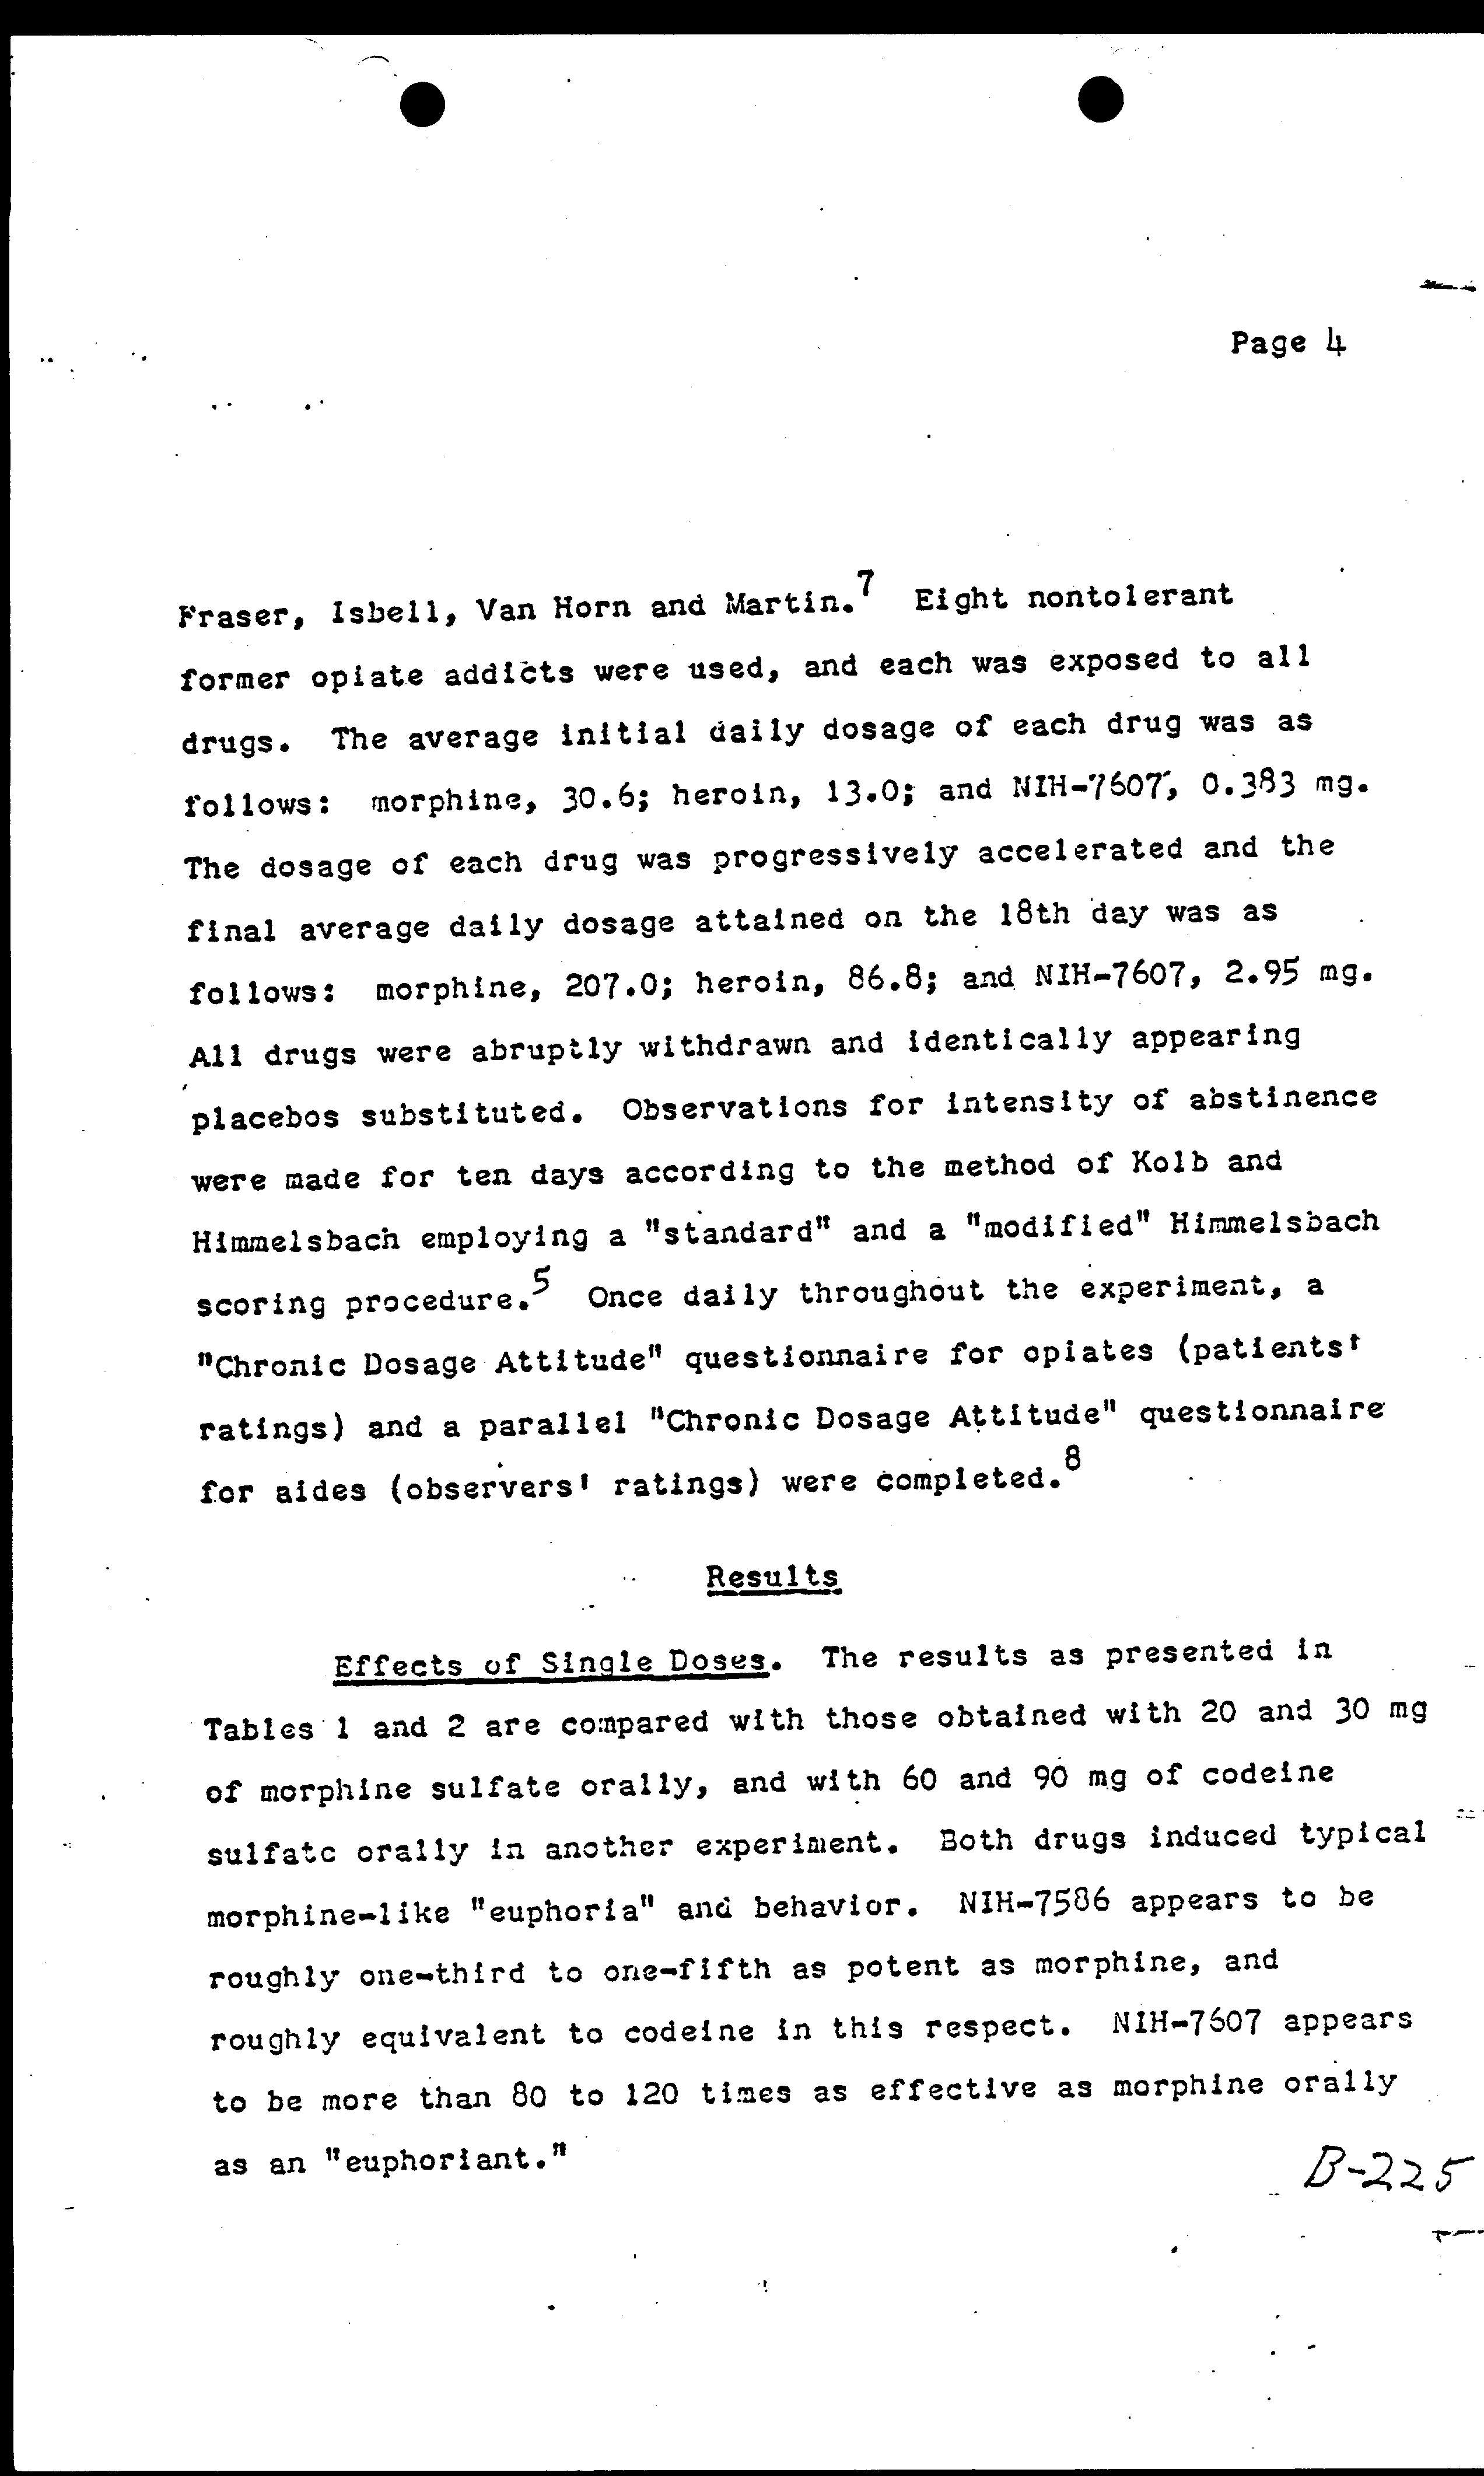 Page 4
Fraser, Isbell, Van Horn and Martin.7 Eight nontolerant
former opiate addicts were used, and each was exposed to all
drugs. The average initial daily dosage of each drug was as
follows: morphine, 30.6; heroin, 13.0; and NIH-7607, 0.383 mg.
The dosage of each drug was progressively accelerated and the
final average daily dosage attained on the 18th day was as
follows: morphine, 207.0; heroin, 86.8; and NIH-7607, 2.95 mg.
All drugs were abruptly withdrawn and identically appearing
placebos substituted. Observations for intensity of abstinence
were made for ten days according to the method of Kolb and
Himmelsbach employing a "standard" and a "modified" Himmelsbach
scoring procedure.5 Once daily throughout the experiment, a
"Chronic Dosage Attitude" questionnaire for opiates (patients'
ratings) and a parallel "Chronic Dosage Attitude" questionnaire
for aides (observers' ratings) were completed.8
Results
Effects of Single Doses. The results as presented in
Tables 1 and 2 are compared with those obtained with 20 and 30 mg
of morphine sulfate orally, and with 60 and 90 mg of codeine
sulfate orally in another experiment. Both drugs induced typical
morphine-like "euphoria" and behavior. NIH-7586 appears to be
roughly one-third to one-fifth as potent as morphine, and
roughly equivalent to codeine in this respect. NIH-7607 appears
to be more than 80 to 120 times as effective as morphine orally
as an "euphoriant."
B-225